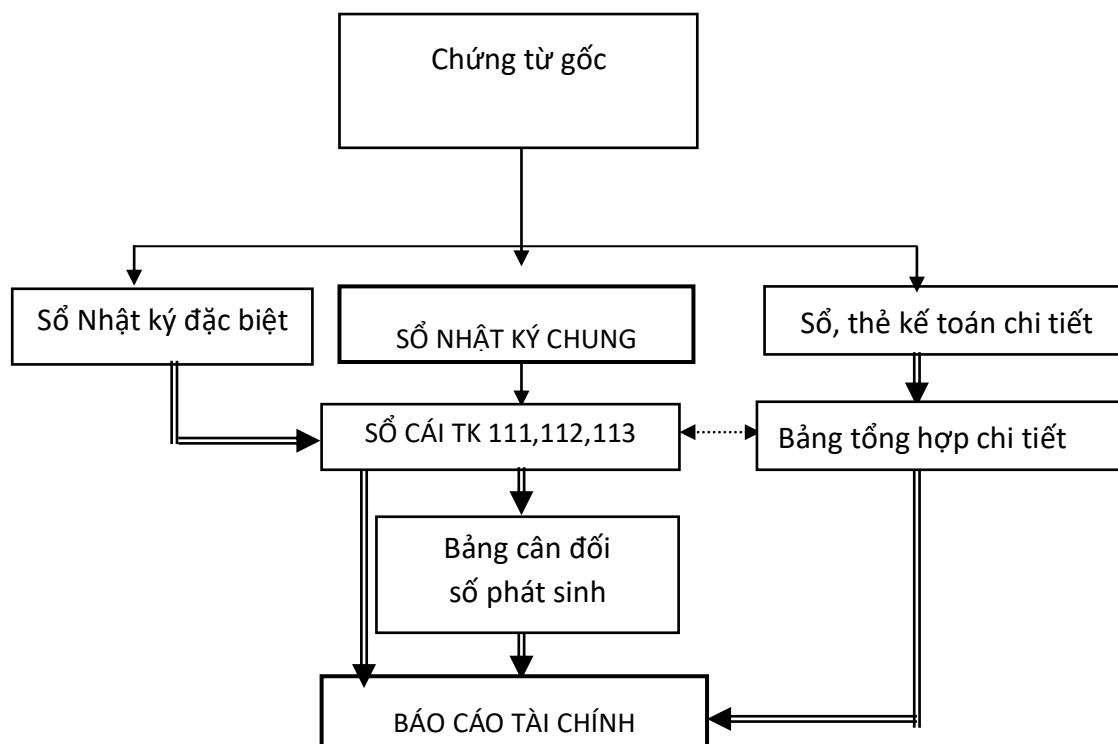 Chứng từ gốc
Sổ Nhật ký đặc biệt
SỔ NHẬT KÝ CHUNG
Sổ, thẻ kế toán chi tiết
SỔ CÁI TK 111,112,113
Bảng tổng hợp chi tiết
Bảng cân đối
số phát sinh
BÁO CÁO TÀI CHÍNH